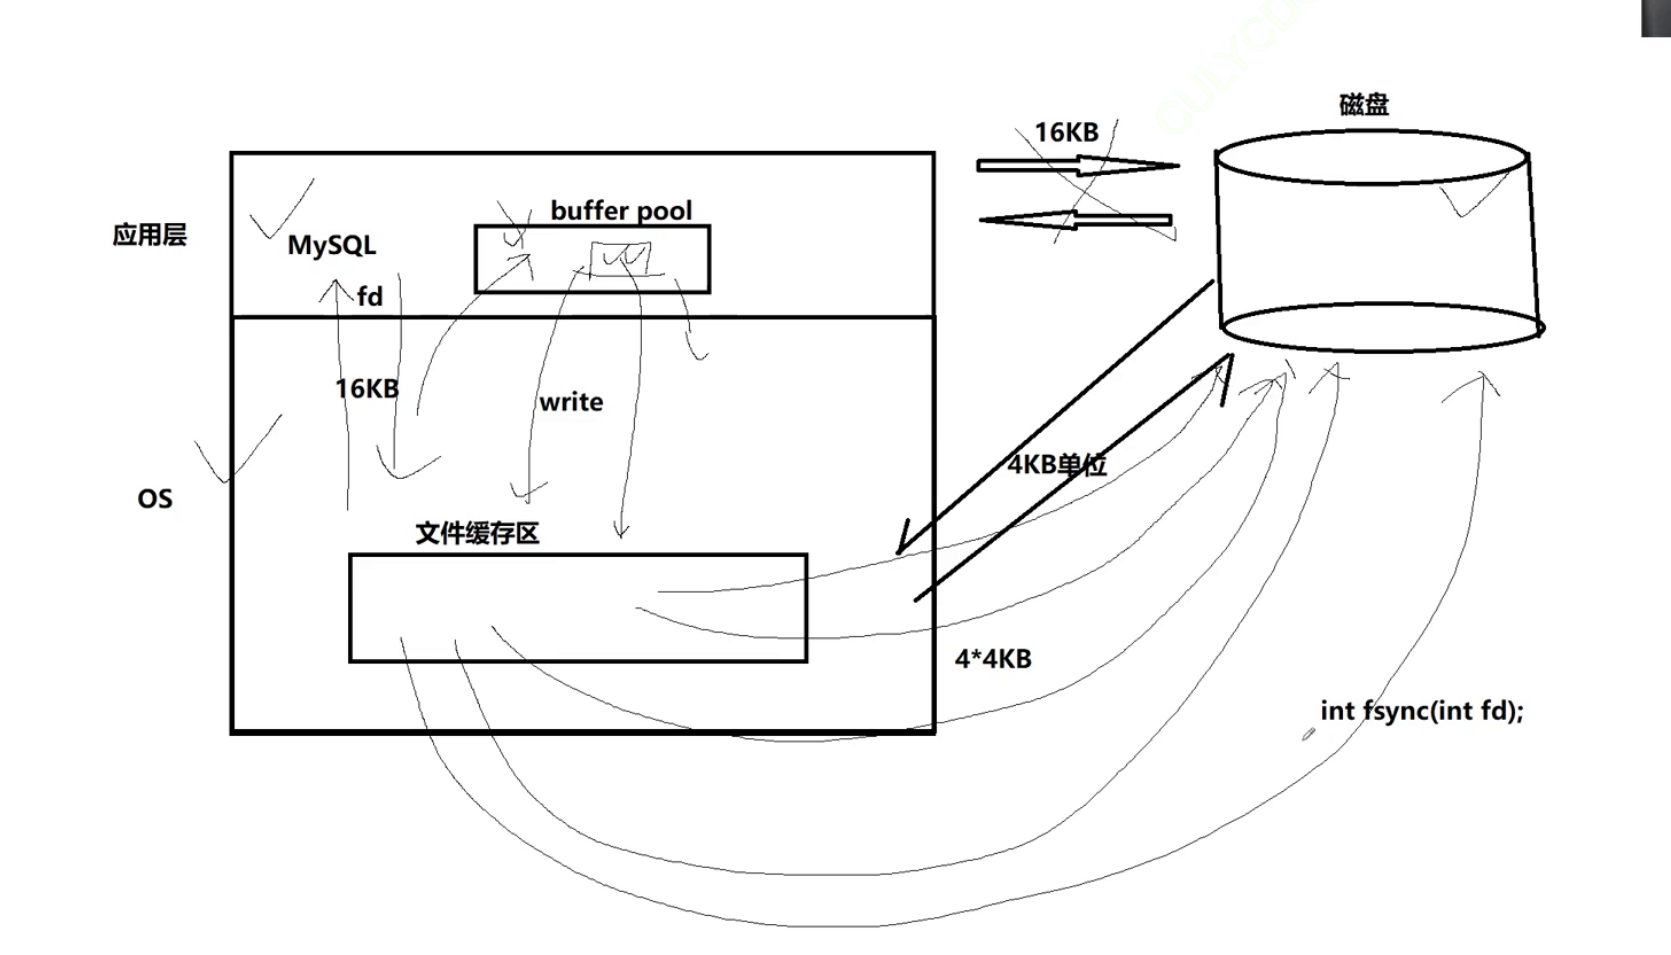 磁盘
16KB
buffer pool
应用层
MySQL
fd
16KB
write
4KB单位
OS
文件缓存区
4*4KB
int fsync(int fd);